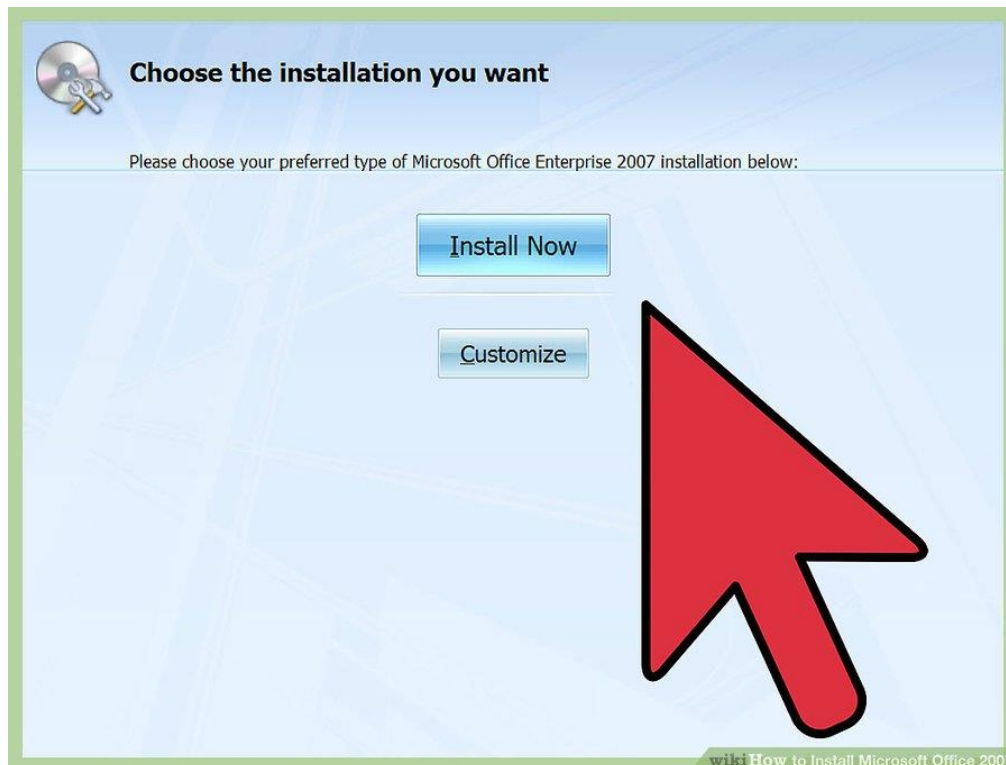 Choose the installation you want
Please choose your preferred type of Microsoft Office Enterprise 2007 installation below:
Install Now
Customize
wikiHow to Install Microsoft Office 200